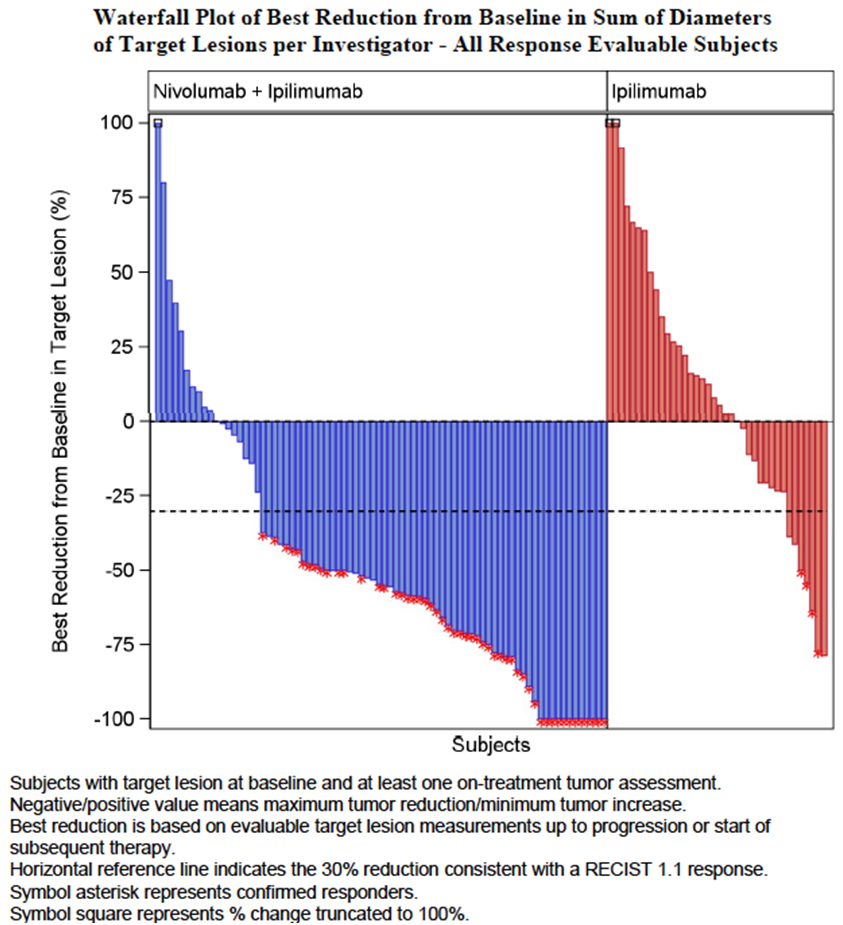 Waterfall Plot of Best Reduction from Baseline in Sum of Diameters
of Target Lesions per Investigator - All Response Evaluable Subjects
Nivolumab + Ipilimumab
Ipilimumab
Best Reduction from Baseline in Target Lesion (%)
100
75
50
25
0
-25
-50
-75
-100
Subjects
Subjects with target lesion at baseline and at least one on-treatment tumor assessment.
Negative/positive value means maximum tumor reduction/minimum tumor increase.
Best reduction is based on evaluable target lesion measurements up to progression or start of
subsequent therapy.
Horizontal reference line indicates the 30% reduction consistent with a RECIST 1.1 response.
Symbol asterisk represents confirmed responders.
Symbol square represents % change truncated to 100%.